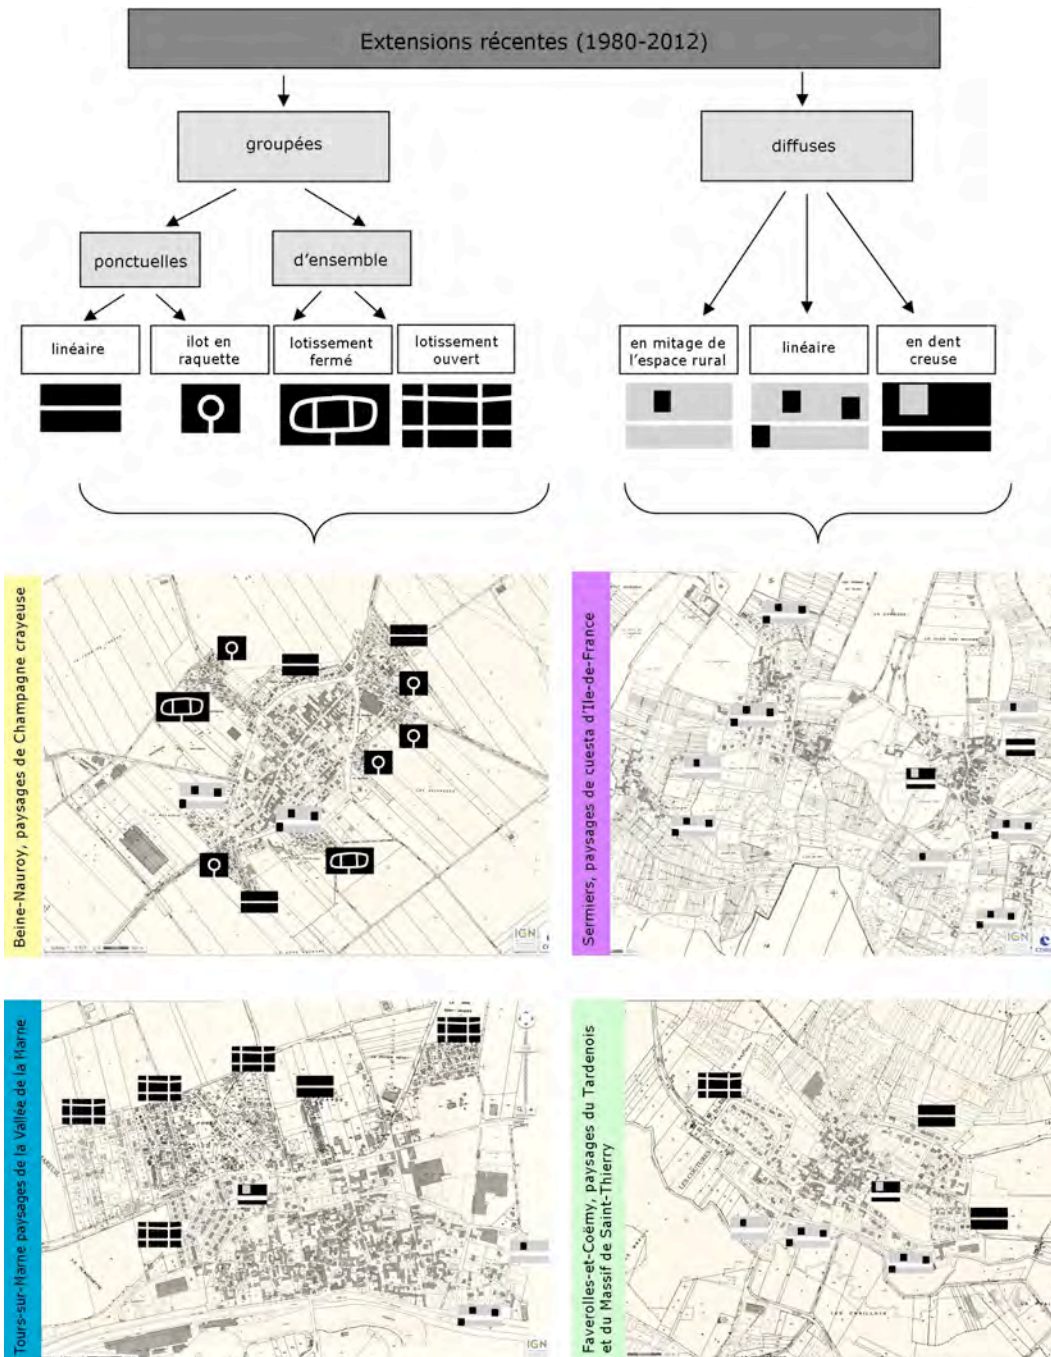 Extensions récentes (1980-2012)
groupées
diffuses
ponctuelles
d'ensemble
linéaire
ilot en
raquette
lotissement
fermé
lotissement
ouvert
en mitage de
l'espace rural
linéaire
en dent
creuse
Beine-Nauroy, paysages de Champagne crayeuse
IGN
Sermiers, paysages de cuesta d'Ile-de-France
IGN
Tours-sur-Marne paysages de la Vallée de la Marne
IGN
Faverolles-et-Coëmy, paysages du Tardenois
et du Massif de Saint-Thierry